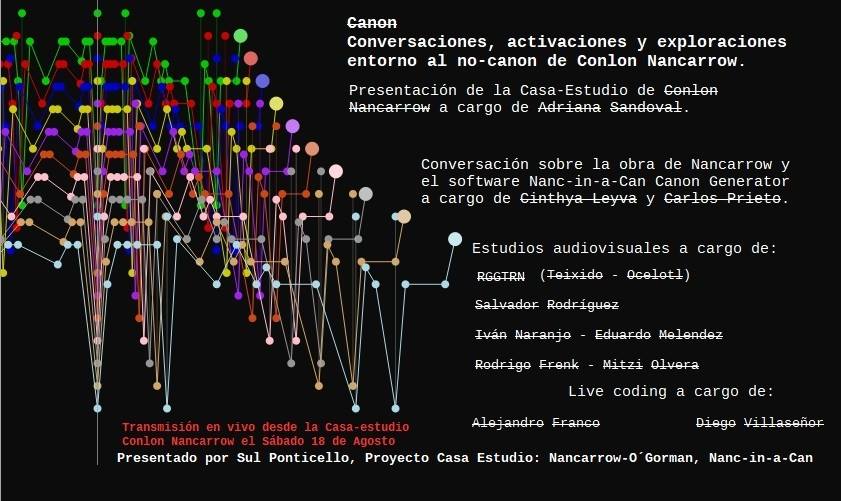 Canon
Conversaciones, activaciones y exploraciones
entorno al no-canon de Conlon Nancarrow.
Presentación de la Casa-Estudio de Conlon
Nancarrow a cargo de Adriana Sandoval.
Conversación sobre la obra de Nancarrow y
el software Nanc-in-a-Can Canon Generator
a cargo de Cinthya Leyva y Carlos Prieto.
Estudios audiovisuales a cargo de:
RGGTRN (Teixido - Ocelotl)
Salvador Rodríguez
Iván Naranjo - Eduardo Melendez
Rodrigo Frenk - Mitzi Olvera
Live coding a cargo de:
Alejandro Franco Diego Villaseñor
Transmisión en vivo desde la Casa-estudio
Conlon Nancarrow el Sábado 18 de Agosto
Presentado por Sul Ponticello, Proyecto Casa Estudio: Nancarrow-O´Gorman, Nanc-in-a-Can